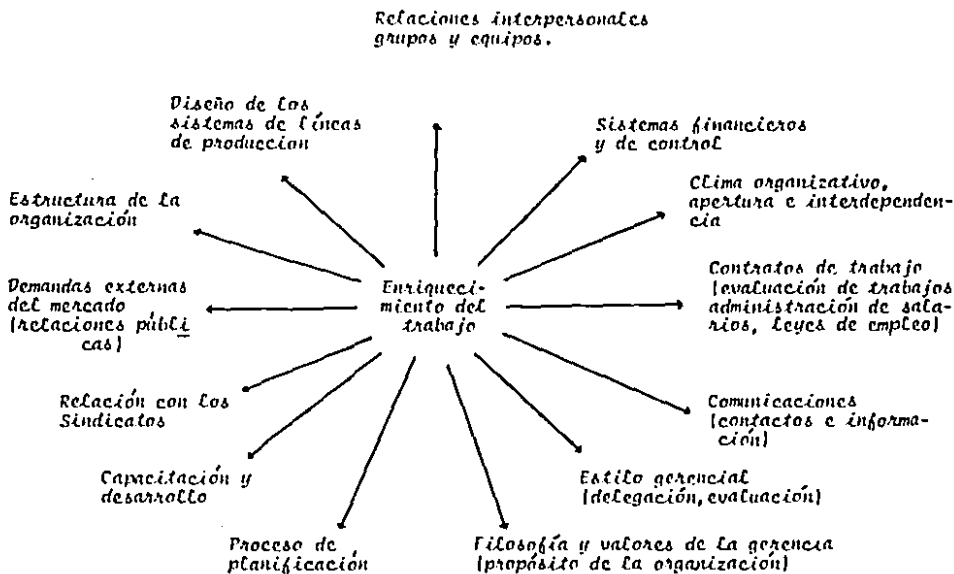 Relaciones interpersonales
grupos y equipos.
Diseño de los
sistemas de líneas
de produccion
Sistemas financieros
y de control
Clima organizativo,
apertura e interdependen-
cia
Estructura de la
organización
Contratos de trabajo
(evaluación de trabajos
administración de sala-
rios, leyes de empleo)
Demandas externas
del mercado
(relaciones públi
cas)
Enriqueci-
miento del
trabajo
Relación con los
Sindicatos
Comunicaciones
(contactos e informa-
ción)
Capacitación y
desarrollo
Estilo gerencial
(delegación, evaluación)
Proceso de
planificación
Filosofía y valores de la gerencia
(propósito de la organización)